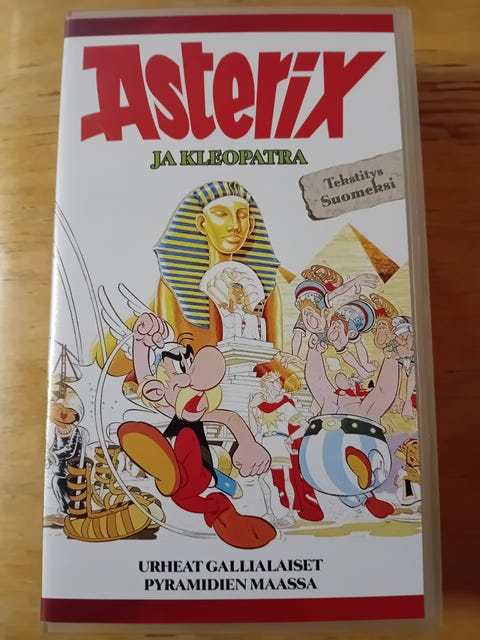 Asterix
JA KLEOPATRA
Tekstitys
Suomeksi
URHEAT GALLIALAISET
PYRAMIDIEN MAASSA